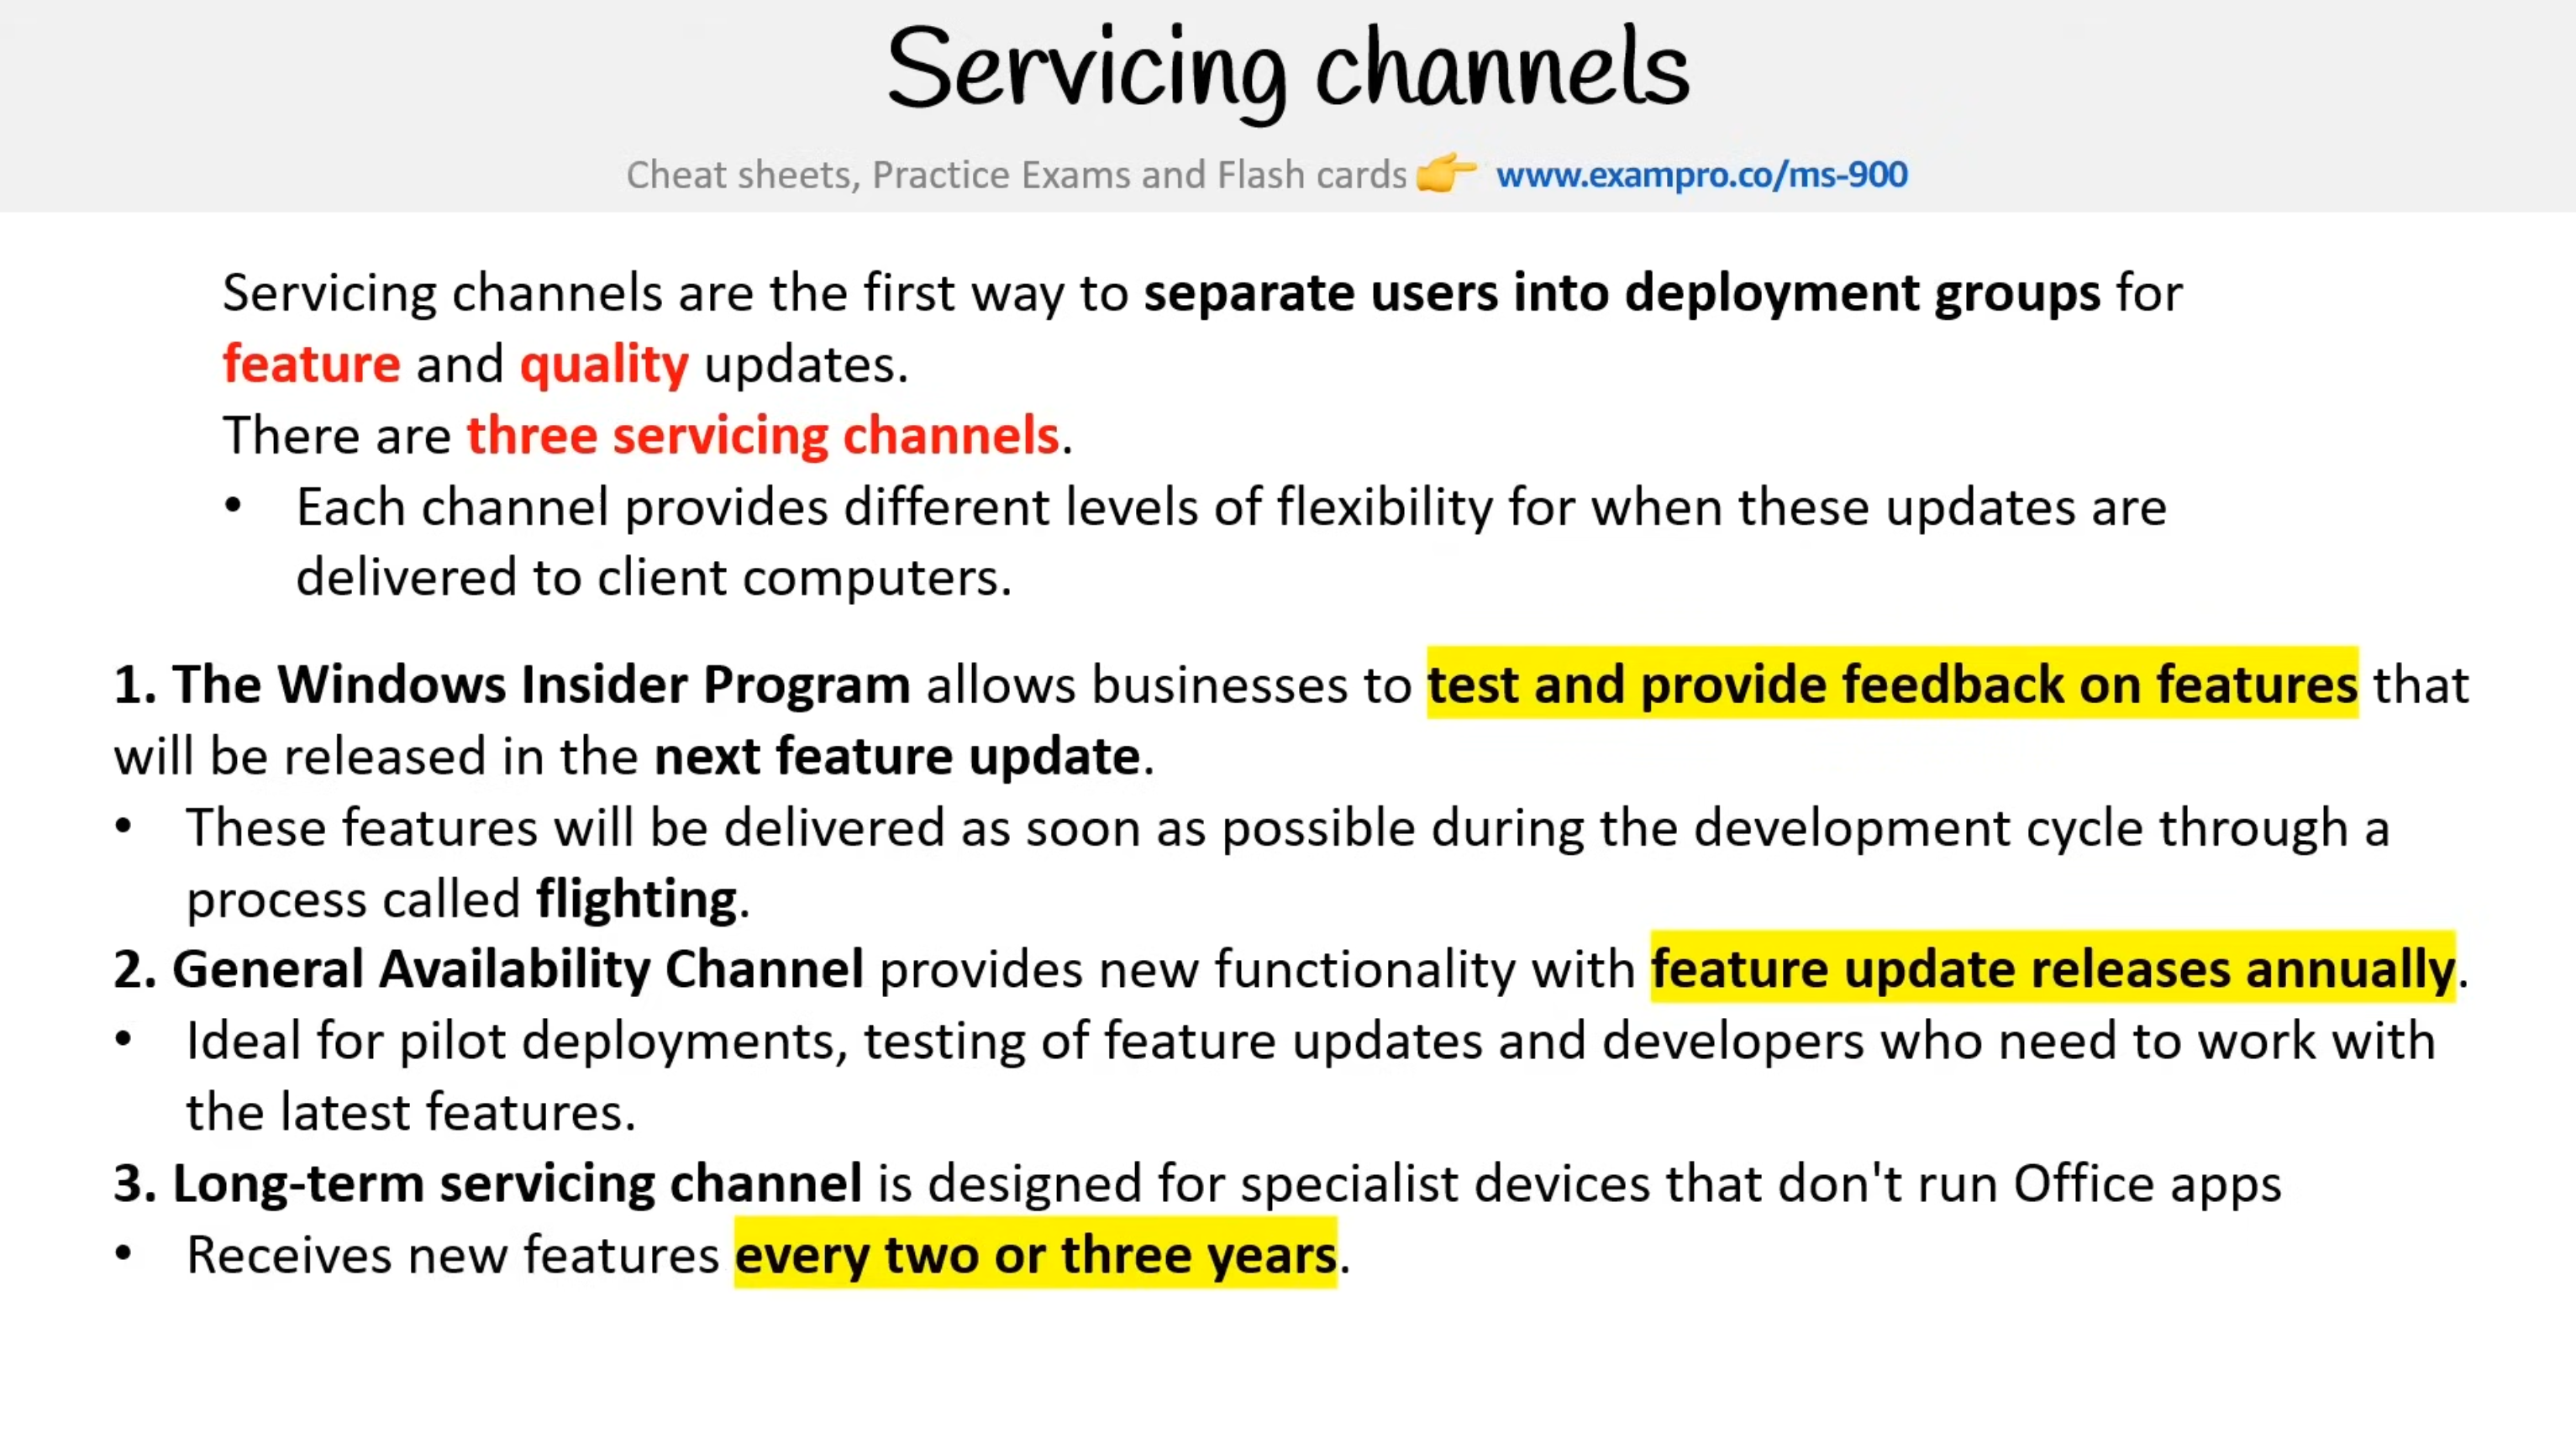 Servicing channels
Cheat sheets, Practice Exams and Flash cards 👉 www.exampro.co/ms-900
Servicing channels are the first way to separate users into deployment groups for
feature and quality updates.
There are three servicing channels.
• Each channel provides different levels of flexibility for when these updates are
delivered to client computers.
1. The Windows Insider Program allows businesses to test and provide feedback on features that
will be released in the next feature update.
• These features will be delivered as soon as possible during the development cycle through a
process called flighting.
2. General Availability Channel provides new functionality with feature update releases annually.
• Ideal for pilot deployments, testing of feature updates and developers who need to work with
the latest features.
3. Long-term servicing channel is designed for specialist devices that don't run Office apps
• Receives new features every two or three years.